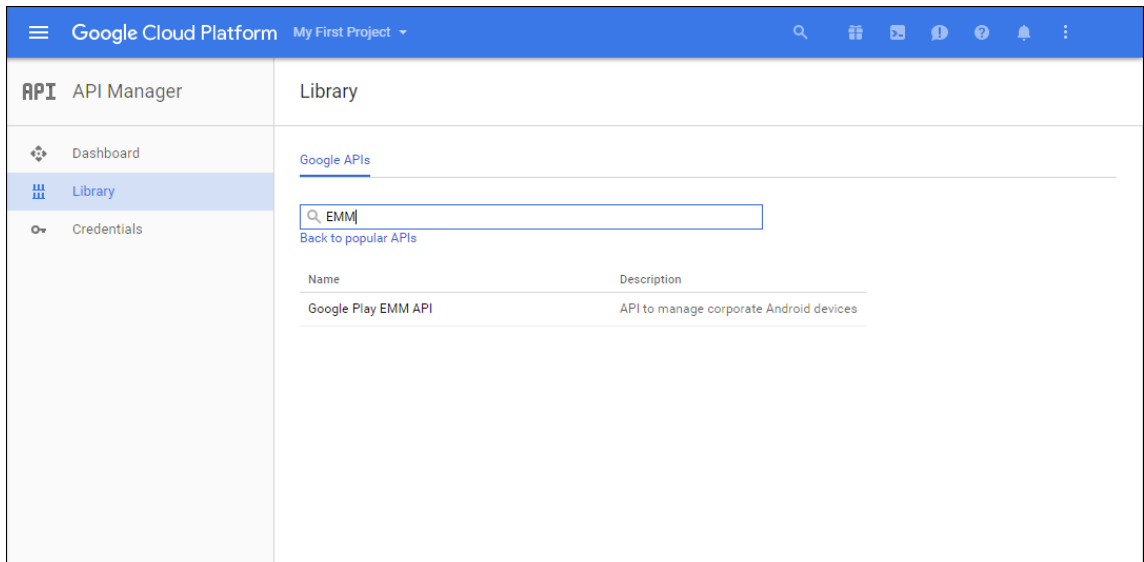 Google Cloud Platform My First Project
API API Manager
Library
Dashboard
Library
Credentials
Google APIs
EMM
Back to popular APIs
Name Description
Google Play EMM API API to manage corporate Android devices